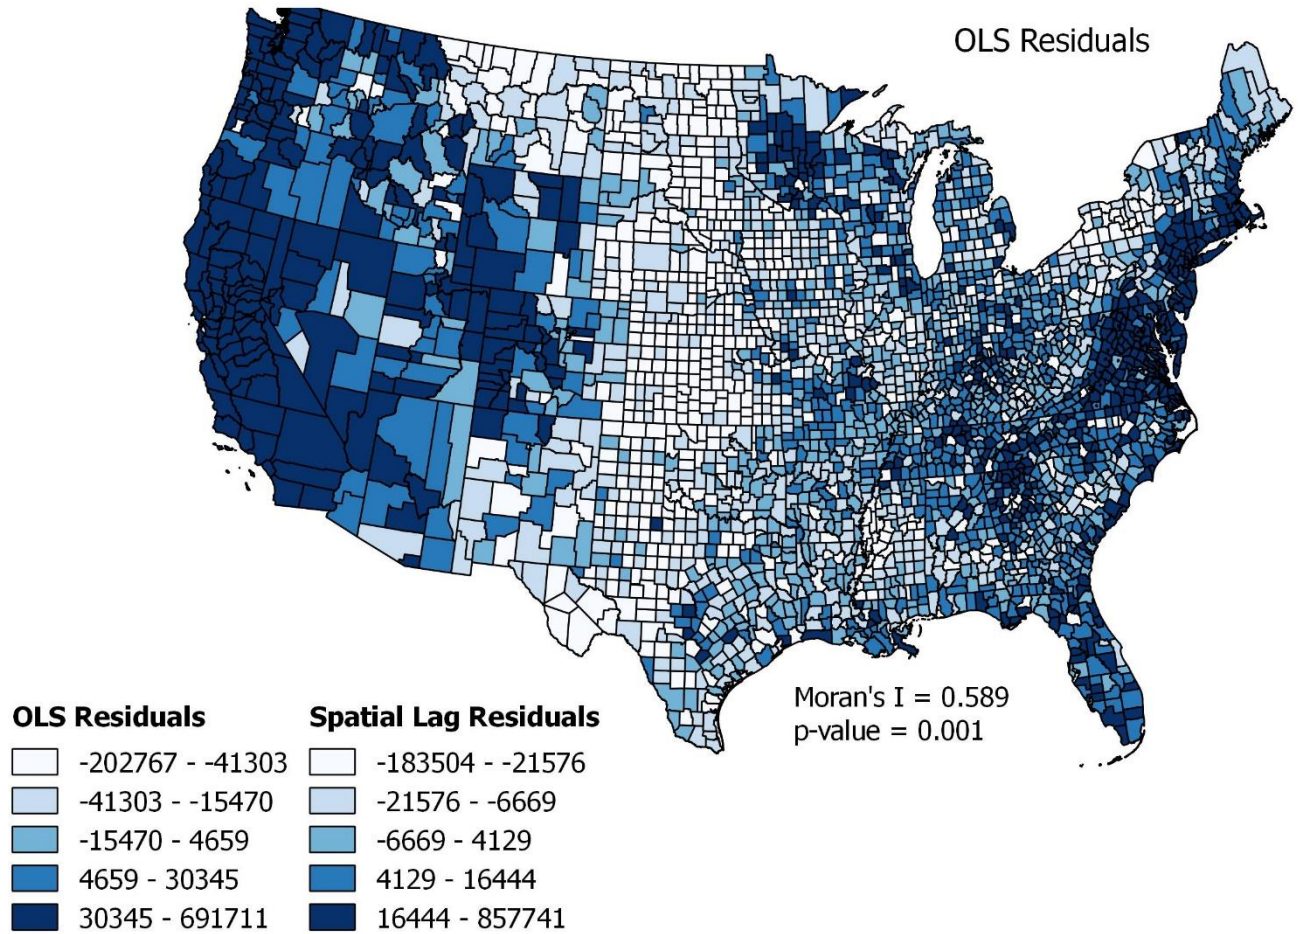 OLS Residuals
Moran's I = 0.589
p-value = 0.001
OLS Residuals
-202767 - -41303
-41303 - -15470
-15470 - 4659
4659 - 30345
30345 - 691711
Spatial Lag Residuals
-183504 - -21576
-21576 - -6669
-6669 - 4129
4129 - 16444
16444 - 857741